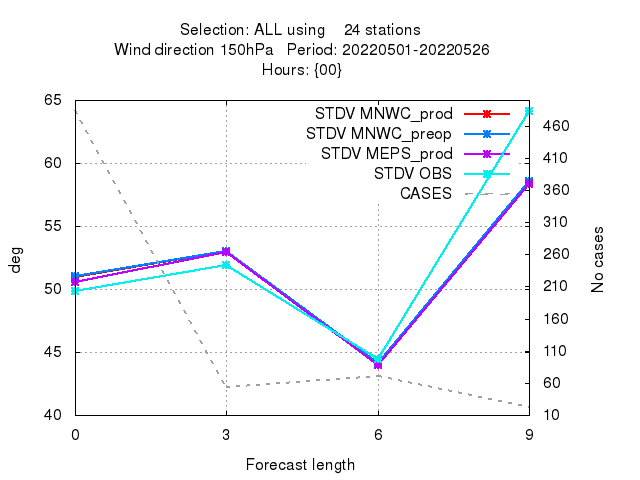 Selection: ALL using    24 stations
Wind direction 150hPa   Period: 20220501-20220526
Hours: {00}
STDV MNWC_prod
STDV MNWC_preop
STDV MEPS_prod
STDV OBS
CASES
deg
65
60
55
50
45
40
0
3
6
9
Forecast length
460
410
360
310
260
210
160
110
60
10
No cases